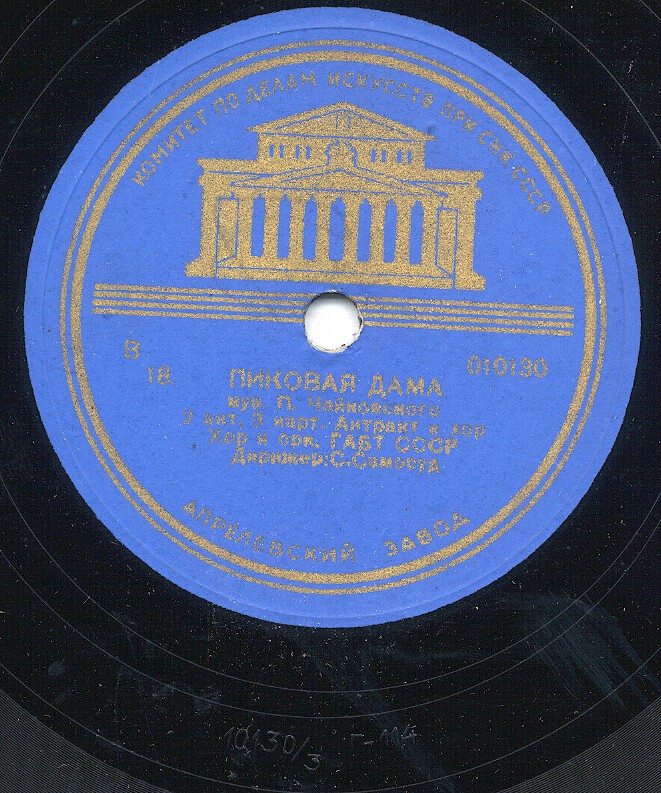 КОМИТЕТ ПО ДЕЛАМ ИСКУССТВ ПРИ СНК СССР
В 010130
18. ПИКОВАЯ ДАМА
муз. П. Чайковского
2 акт, 3 карт. Антракт и хор
Хор и орк. ГАБТ СССР
Дирижер: С. Самосуд
АПРЕЛЕВСКИЙ ЗАВОД
10130/3 Г-114